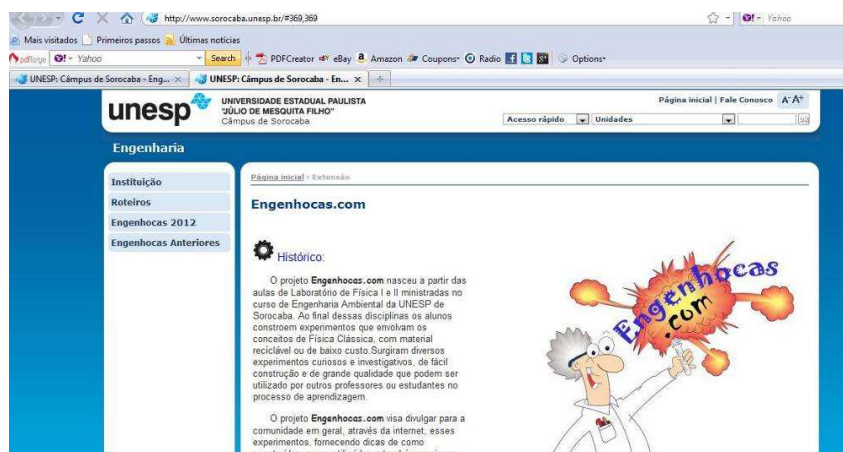 http://www.sorocaba.unesp.br/#369,369
Yahoo
Mais visitados Primeiros passos Últimas notícias
pdfforge Yahoo Search PDFCreator eBay Amazon Coupons Radio Options
UNESP: Câmpus de Sorocaba - Eng... UNESP: Câmpus de Sorocaba - En...
unesp
UNIVERSIDADE ESTADUAL PAULISTA
"JÚLIO DE MESQUITA FILHO"
Câmpus de Sorocaba
Página inicial | Fale Conosco A-A+
Acesso rápido Unidades
Engenharia
Instituição
Roteiros
Engenhocas 2012
Engenhocas Anteriores
Página inicial › Extensão
Engenhocas.com
Histórico:
O projeto Engenhocas.com nasceu a partir das
aulas de Laboratório de Física I e II ministradas no
curso de Engenharia Ambiental da UNESP de
Sorocaba. Ao final dessas disciplinas os alunos
constroem experimentos que envolvam os
conceitos de Física Clássica, com material
reciclável ou de baixo custo.Surgiram diversos
experimentos curiosos e investigativos, de fácil
construção e de grande qualidade que podem ser
utilizado por outros professores ou estudantes no
processo de aprendizagem.
O projeto Engenhocas.com visa divulgar para a
comunidade em geral, através da internet, esses
experimentos, fornecendo dicas de como
Engenhocas
.com